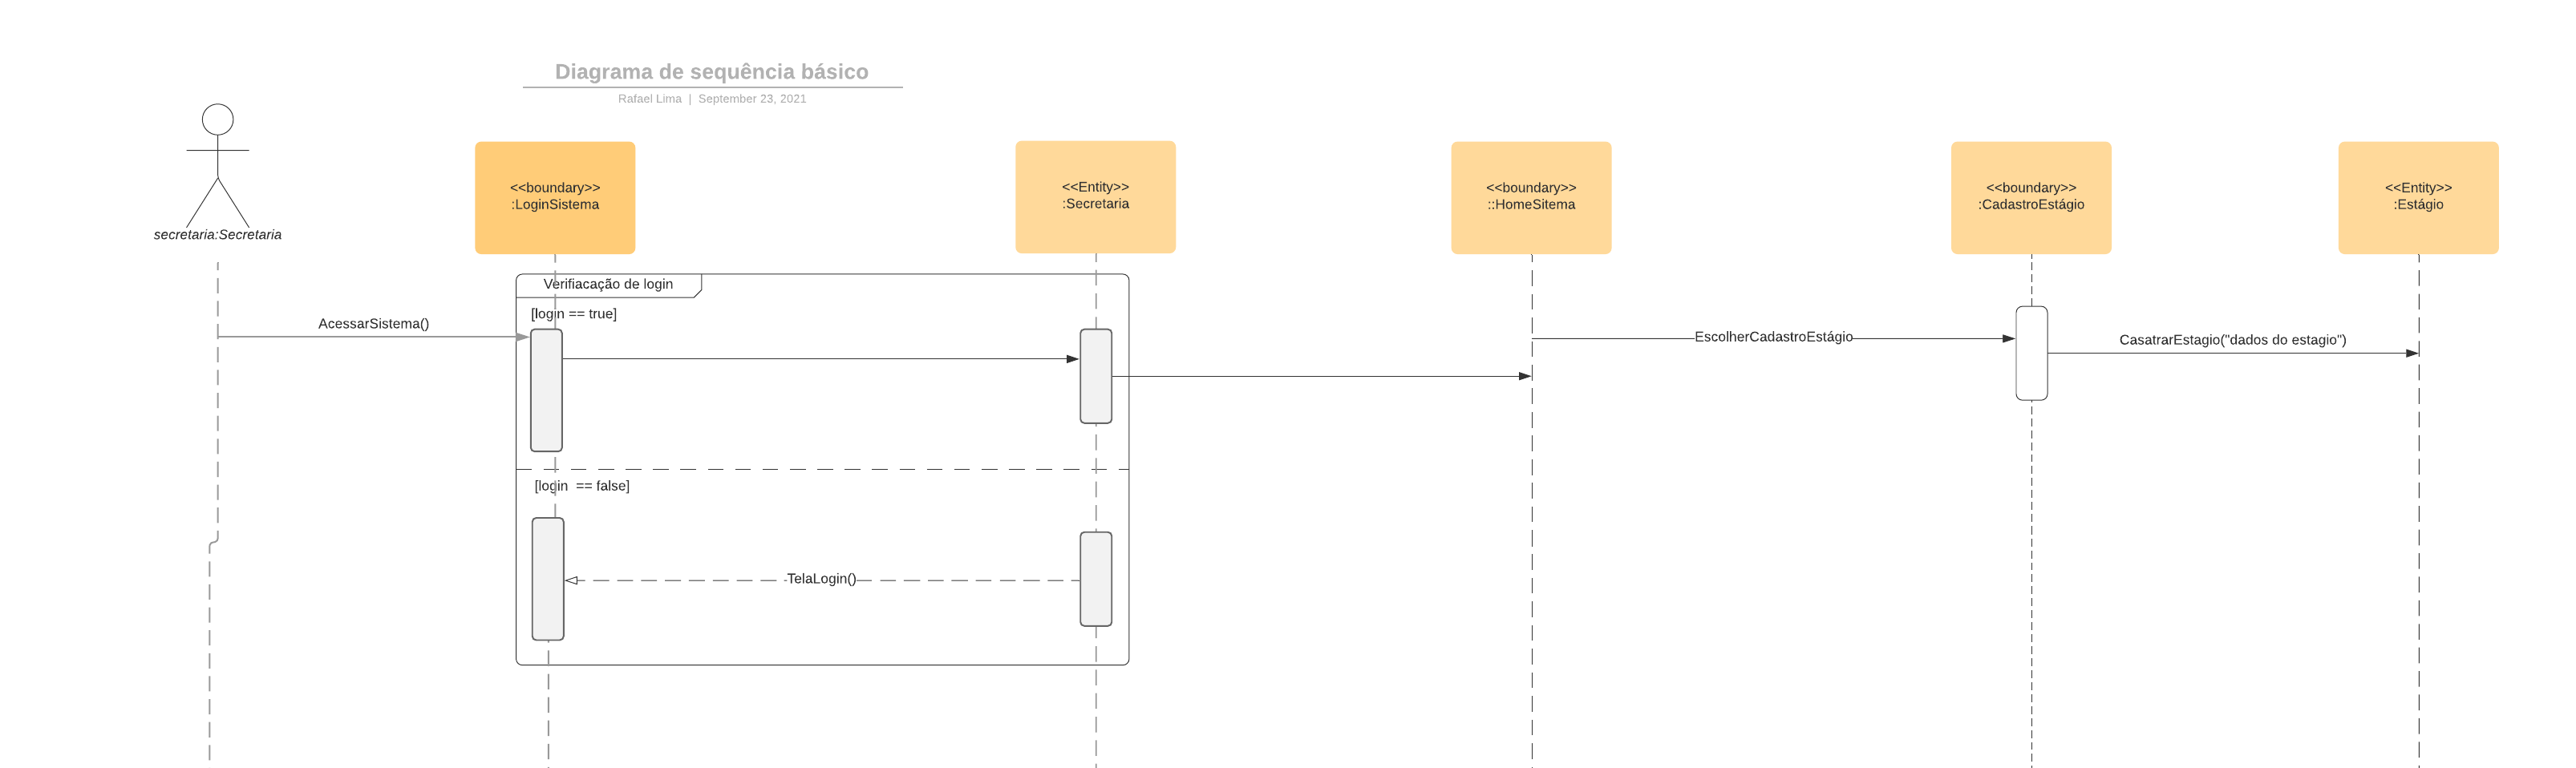 Diagrama de sequência básico
Rafael Lima | September 23, 2021
secretaria:Secretaria
<<boundary>>
:LoginSistema
<<Entity>>
:Secretaria
<<boundary>>
::HomeSitema
<<boundary>>
:CadastroEstágio
<<Entity>>
:Estágio
Verifiacação de login
[login == true]
AcessarSistema()
EscolherCadastroEstágio
CasatrarEstagio("dados do estagio")
[login == false]
TelaLogin()